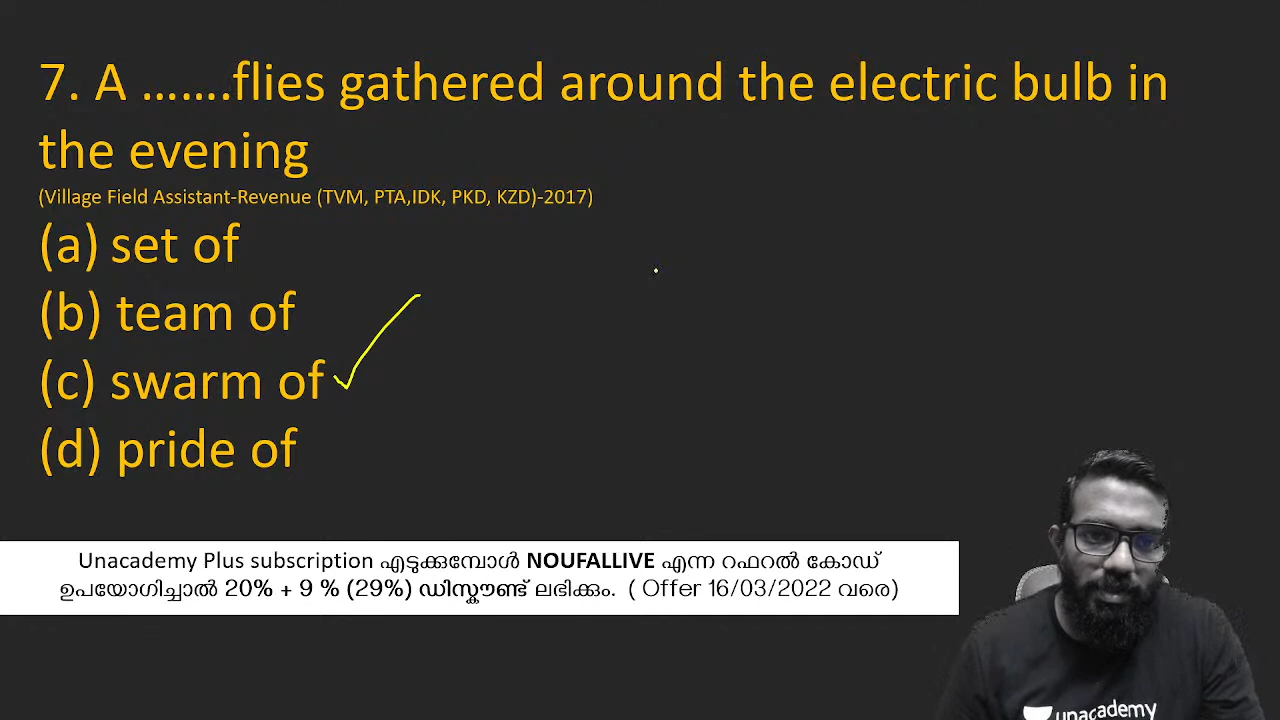 7. A …….flies gathered around the electric bulb in
the evening
(Village Field Assistant-Revenue (TVM, PTA,IDK, PKD, KZD)-2017)
(a) set of
(b) team of
(c) swarm of
(d) pride of
Unacademy Plus subscription എടുക്കുമ്പോൾ NOUFALLIVE എന്ന റഫറൽ കോഡ്
ഉപയോഗിച്ചാൽ 20% + 9 % (29%) ഡിസ്കൗണ്ട് ലഭിക്കും. ( Offer 16/03/2022 വരെ)
unacademy